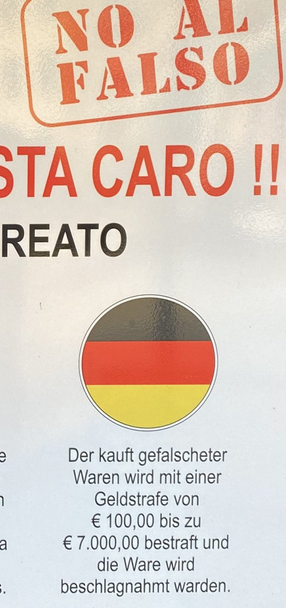 NO AL
FALSO
STA CARO !!
REATO
e
Der kauft gefalscheter
Waren wird mit einer
n
Geldstrafe von
€ 100,00 bis zu
a
€ 7.000,00 bestraft und
die Ware wird
s.
beschlagnahmt warden.